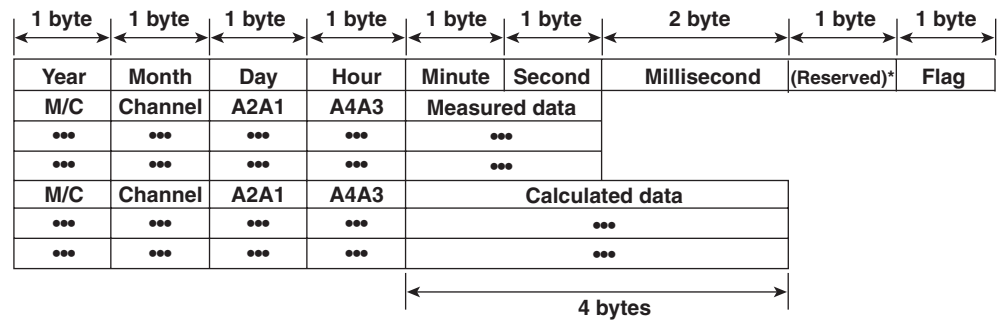 1 byte 1 byte 1 byte 1 byte 1 byte 1 byte 2 byte 1 byte 1 byte
Year Month Day Hour Minute Second Millisecond (Reserved)* Flag
M/C Channel A2A1 A4A3 Measured data
••• ••• ••• ••• •••
••• ••• ••• ••• •••
M/C Channel A2A1 A4A3 Calculated data
••• ••• ••• ••• •••
••• ••• ••• ••• •••
4 bytes